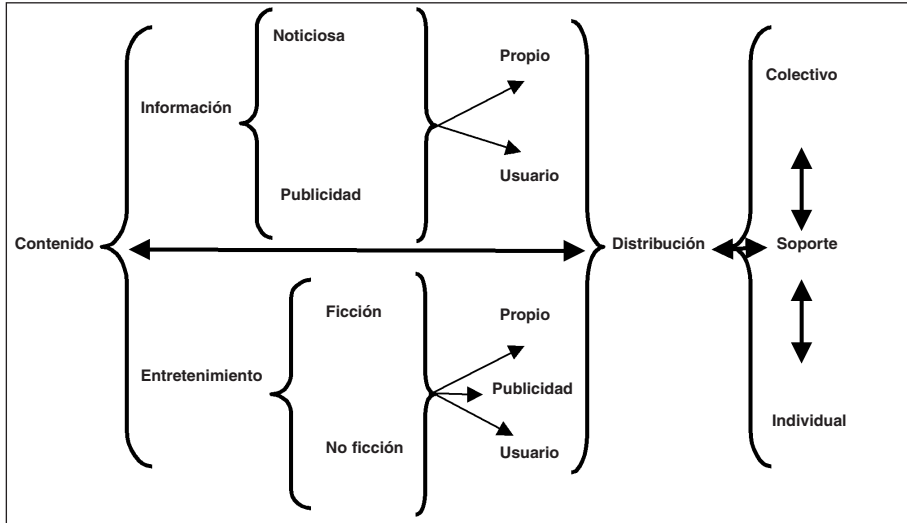 Noticiosa
Propio
Colectivo
Información
Usuario
Publicidad
Contenido
Distribución
Soporte
Ficción
Propio
Entretenimiento
Publicidad
Individual
No ficción
Usuario